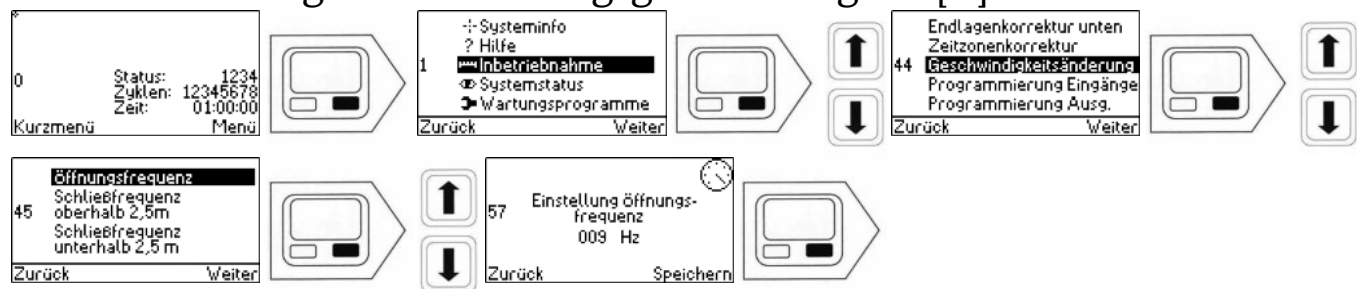 *
0
Status: 1234
Zyklen: 12345678
Zeit: 01:00:00
Kurzmenü Menü
Systeminfo
? Hilfe
1 Inbetriebnahme
Systemstatus
Wartungsprogramme
Zurück Weiter
Endlagenkorrektur unten
Zeitzonenkorrektur
44 Geschwindigkeitsänderung
Programmierung Eingänge
Programmierung Ausg.
Zurück Weiter
Öffnungsfrequenz
Schließfrequenz
45 oberhalb 2,5m
Schließfrequenz
unterhalb 2,5 m
Zurück Weiter
57 Einstellung Öffnungs-
frequenz
009 Hz
Zurück Speichern